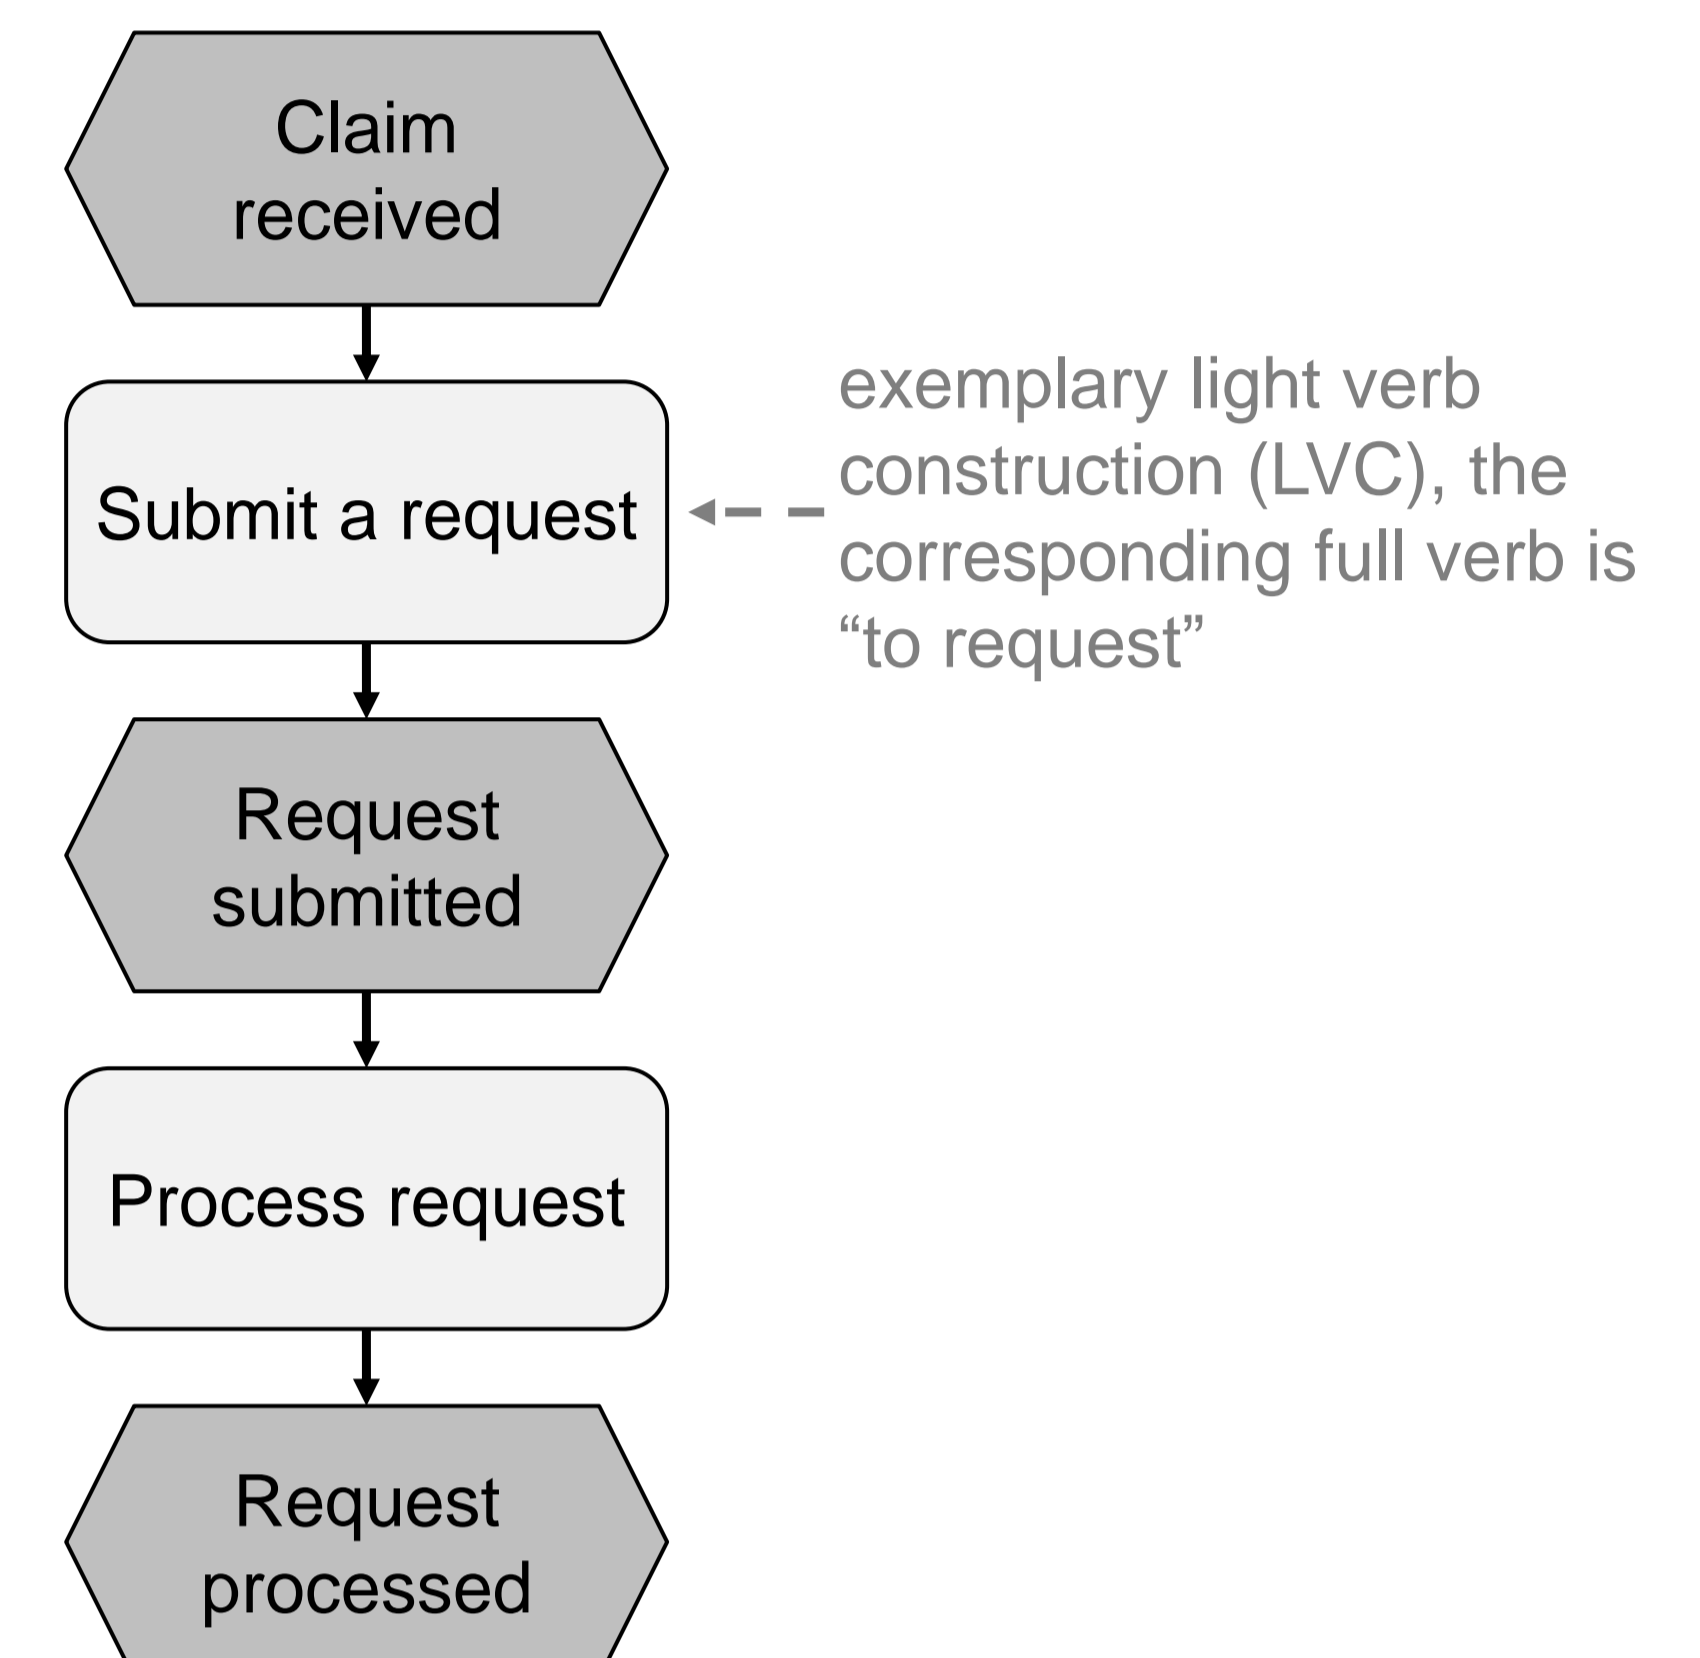 Claim
received
Submit a request
exemplary light verb
construction (LVC), the
corresponding full verb is
“to request”
Request
submitted
Process request
Request
processed